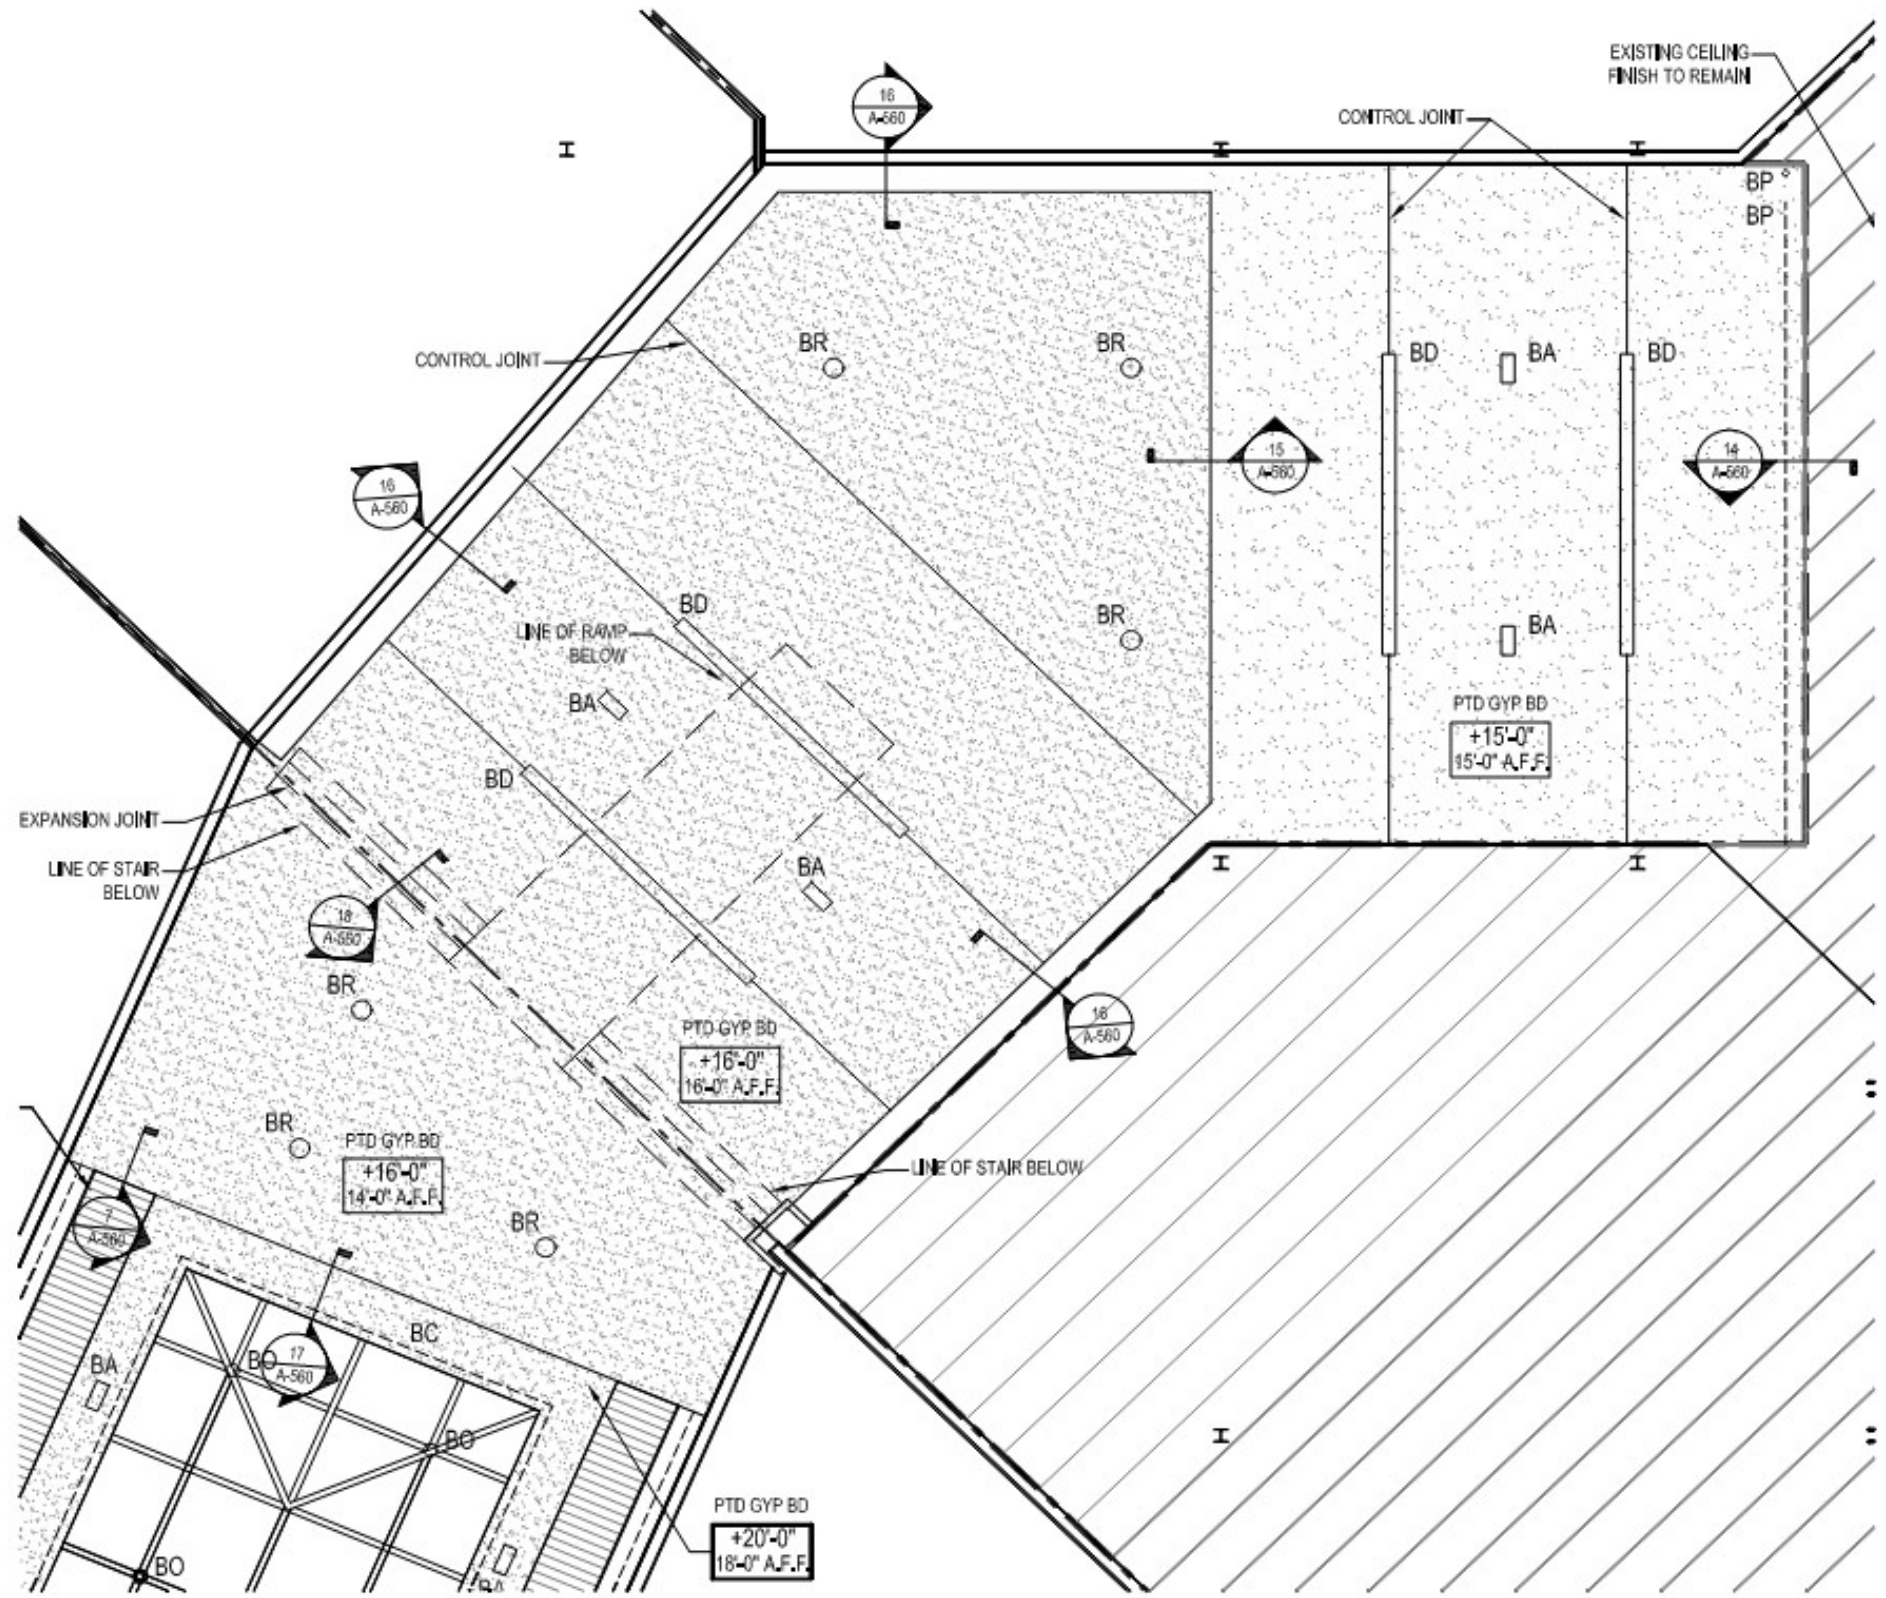 EXISTING CEILING
FINISH TO REMAIN
16
A-560
CONTROL JOINT
BP
BP
BR
BR
CONTROL JOINT
BD
BA
BD
15
A-560
14
A-560
16
A-560
BD
BR
BA
LINE OF RAMP
BELOW
BA
PTD GYP BD
+15'-0"
15'-0" A.F.F.
BD
EXPANSION JOINT
LINE OF STAIR
BELOW
BA
18
A-560
BR
16
A-560
PTD GYP BD
+16'-0"
16'-0" A.F.F.
BR
PTD GYP BD
+16'-0"
14'-0" A.F.F.
LINE OF STAIR BELOW
7
A-560
BR
BC
BA
BO
17
A-560
BO
PTD GYP BD
+20'-0"
18'-0" A.F.F.
BO
BA